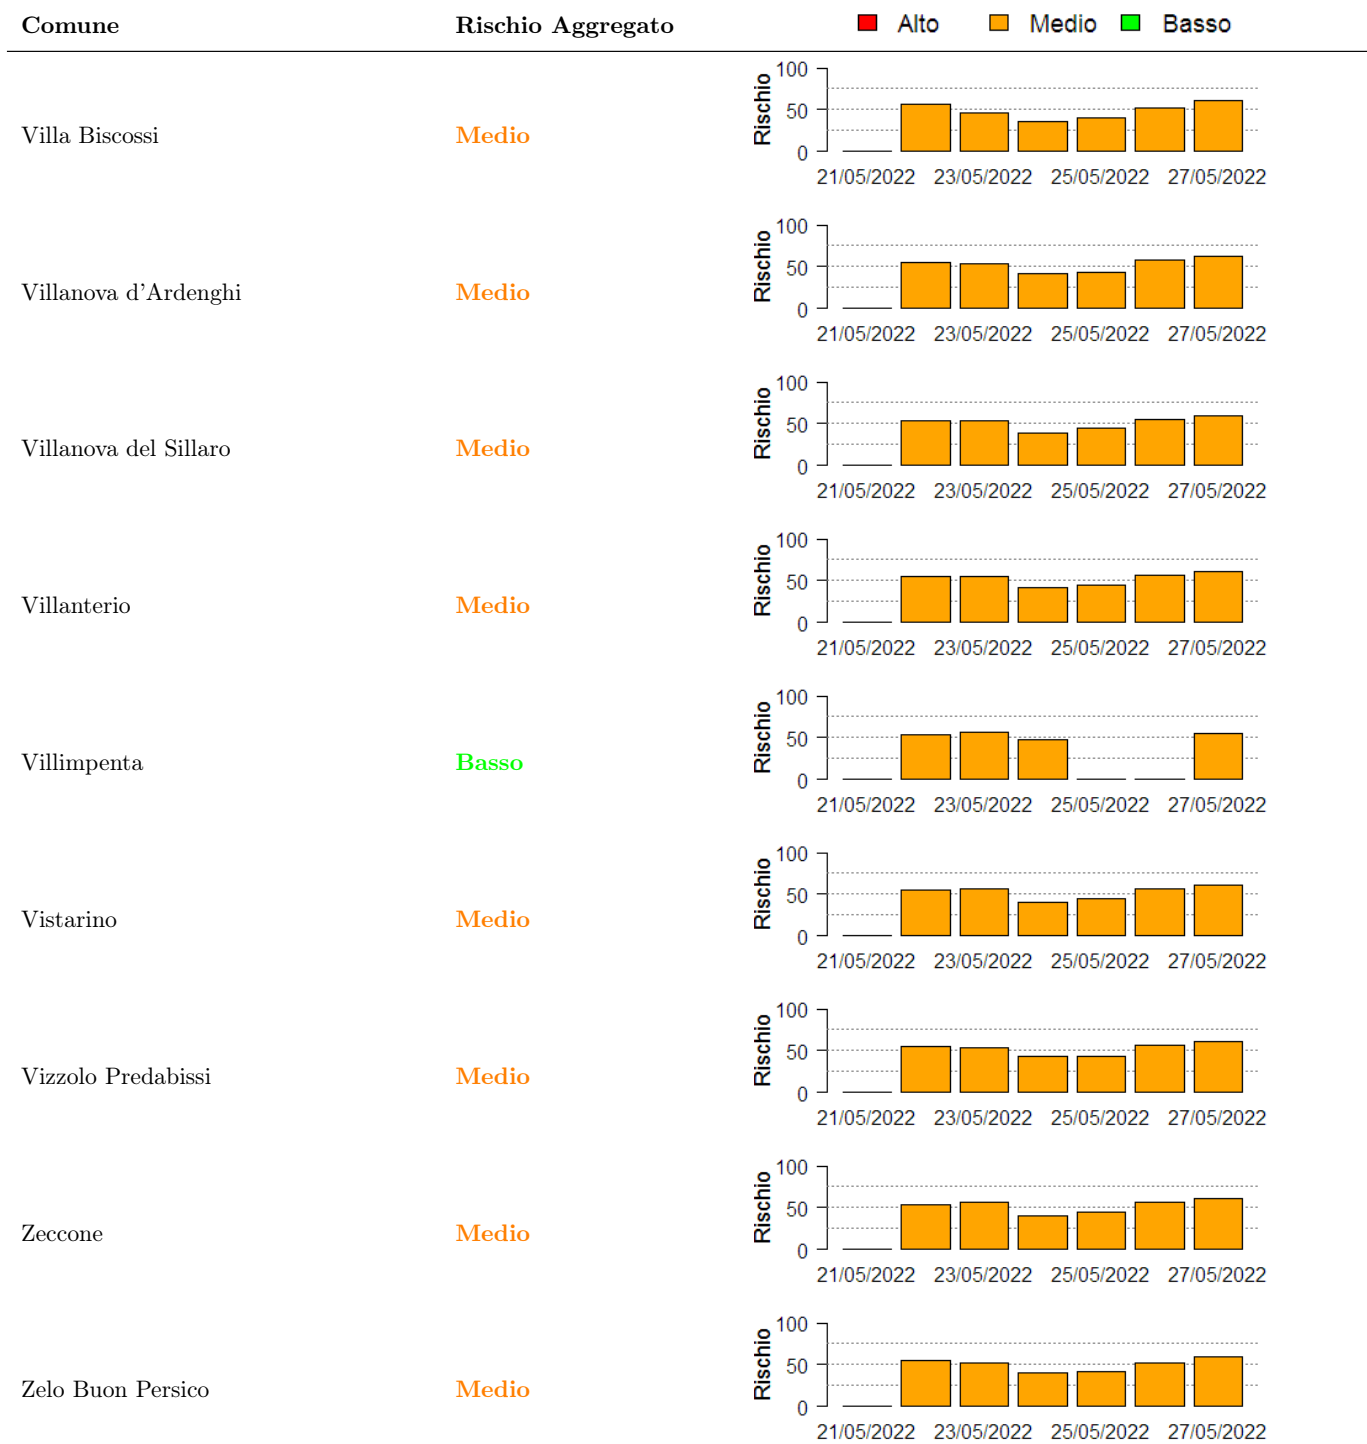 Comune Rischio Aggregato Alto Medio Basso
Villa Biscossi Medio
Rischio
100
50
0
21/05/2022 23/05/2022 25/05/2022 27/05/2022
Villanova d'Ardenghi Medio
Rischio
100
50
0
21/05/2022 23/05/2022 25/05/2022 27/05/2022
Villanova del Sillaro Medio
Rischio
100
50
0
21/05/2022 23/05/2022 25/05/2022 27/05/2022
Villanterio Medio
Rischio
100
50
0
21/05/2022 23/05/2022 25/05/2022 27/05/2022
Villimpenta Basso
Rischio
100
50
0
21/05/2022 23/05/2022 25/05/2022 27/05/2022
Vistarino Medio
Rischio
100
50
0
21/05/2022 23/05/2022 25/05/2022 27/05/2022
Vizzolo Predabissi Medio
Rischio
100
50
0
21/05/2022 23/05/2022 25/05/2022 27/05/2022
Zeccone Medio
Rischio
100
50
0
21/05/2022 23/05/2022 25/05/2022 27/05/2022
Zelo Buon Persico Medio
Rischio
100
50
0
21/05/2022 23/05/2022 25/05/2022 27/05/2022